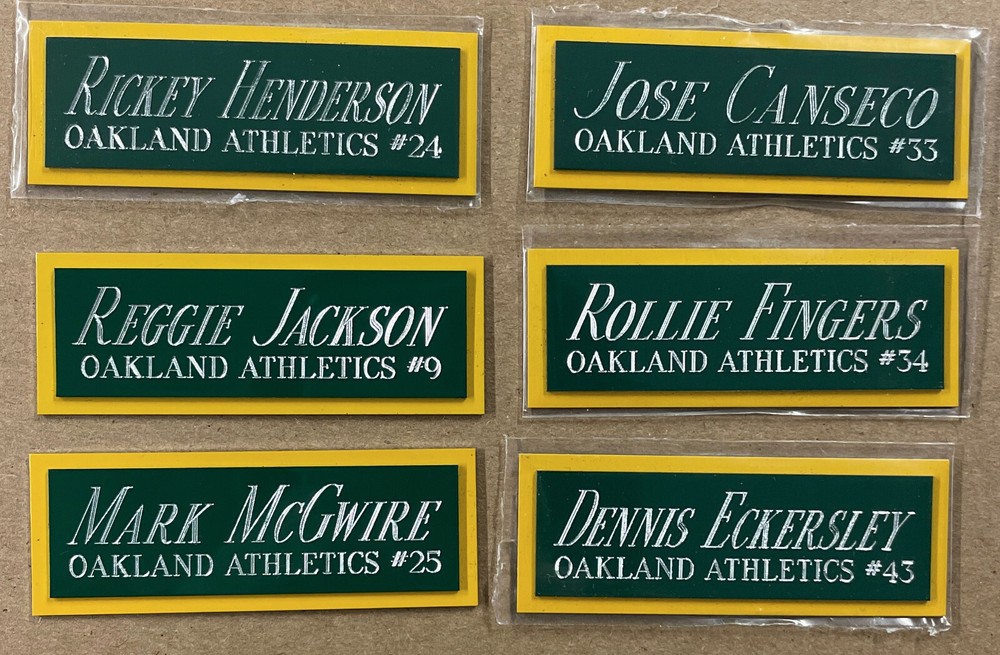 Rickey Henderson
OAKLAND ATHLETICS #24
Jose Canseco
OAKLAND ATHLETICS #33
Reggie Jackson
OAKLAND ATHLETICS #9
Rollie Fingers
OAKLAND ATHLETICS #34
Mark McGwire
OAKLAND ATHLETICS #25
Dennis Eckersley
OAKLAND ATHLETICS #43